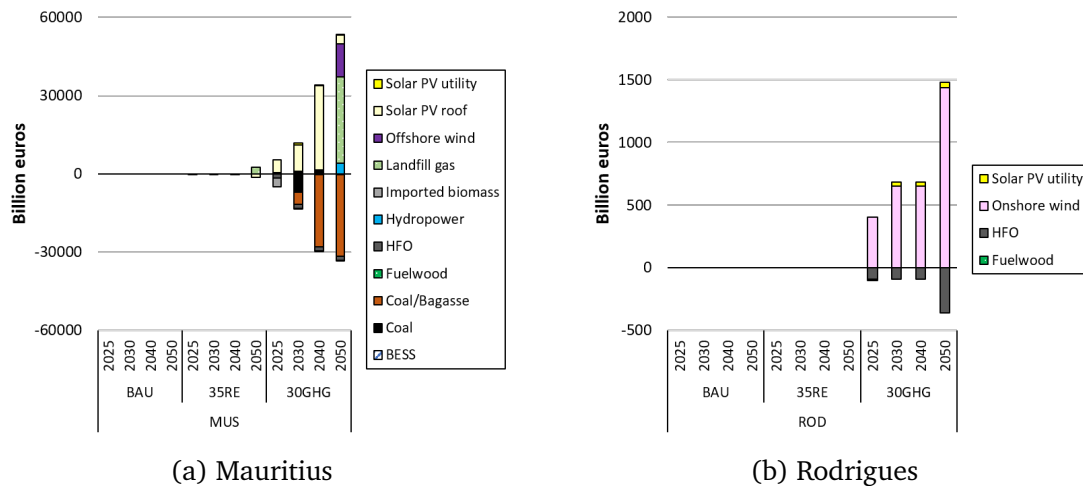 60000
30000
0
-30000
-60000
Billion euros
2025 2030 2040 2050 2025 2030 2040 2050 2025 2030 2040 2050
BAU 35RE 30GHG
MUS
Solar PV utility
Solar PV roof
Offshore wind
Landfill gas
Imported biomass
Hydropower
HFO
Fuelwood
Coal/Bagasse
Coal
BESS
(a) Mauritius
2000
1500
1000
500
0
-500
Billion euros
2025 2030 2040 2050 2025 2030 2040 2050 2025 2030 2040 2050
BAU 35RE 30GHG
ROD
Solar PV utility
Onshore wind
HFO
Fuelwood
(b) Rodrigues